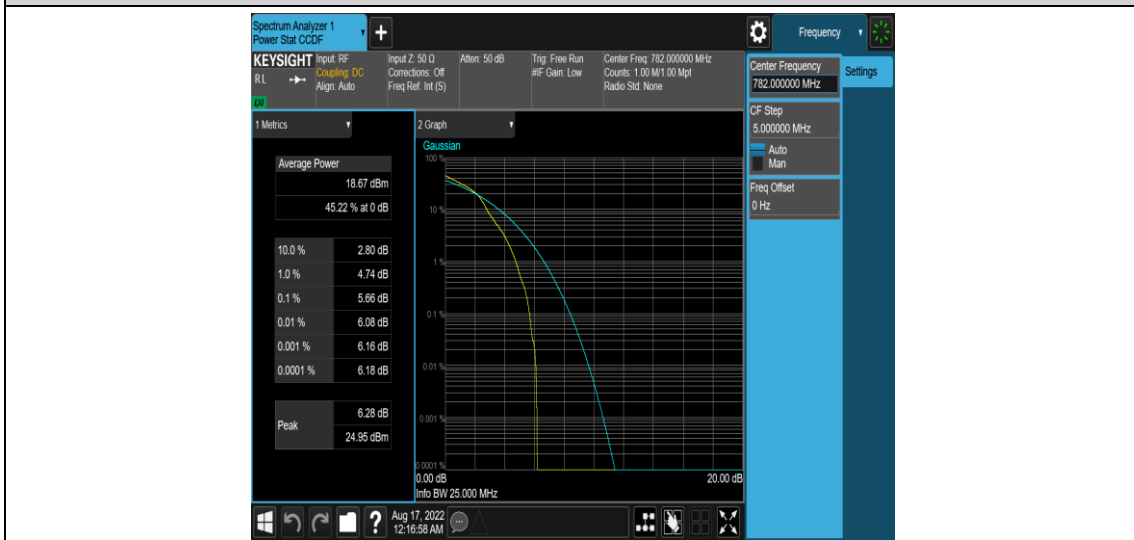 Spectrum Analyzer 1
Power Stat CCDF
Frequency
KEYSIGHT
Input: RF
Coupling: DC
Align: Auto
Input Z: 50 Ω
Corrections: Off
Freq Ref: Int (S)
Atten: 50 dB
Trig: Free Run
#IF Gain: Low
Center Freq: 782.000000 MHz
Counts: 1.00 M/1.00 Mpt
Radio Std: None
RL
Center Frequency
782.000000 MHz
Settings
CF Step
5.000000 MHz
Auto
Man
Freq Offset
0 Hz
1 Metrics
2 Graph
Average Power
18.67 dBm
45.22 % at 0 dB
10.0 % 2.80 dB
1.0 % 4.74 dB
0.1 % 5.66 dB
0.01 % 6.08 dB
0.001 % 6.16 dB
0.0001 % 6.18 dB
Peak
6.28 dB
24.95 dBm
Gaussian
100 %
10 %
1 %
0.1 %
0.01 %
0.001 %
0.0001 %
0.00 dB
20.00 dB
Info BW 25.000 MHz
Aug 17, 2022
12:16:58 AM